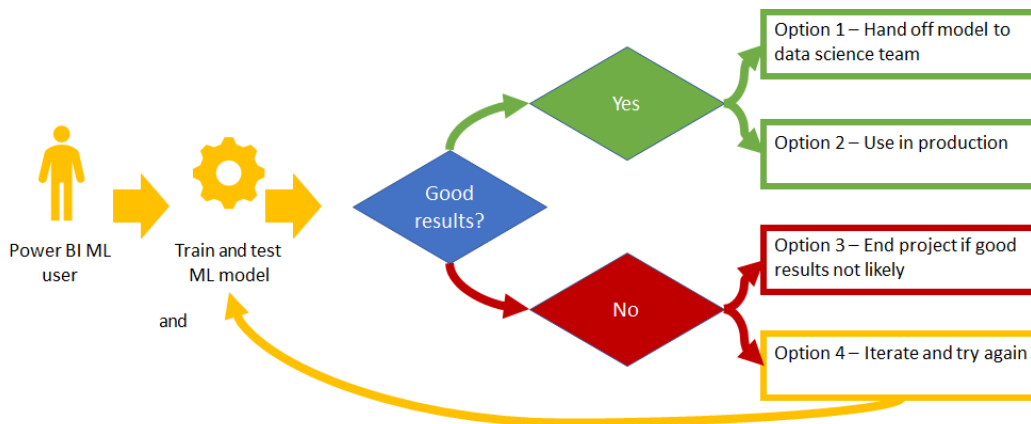 Power BI ML
user
Train and test
ML model
and
Good
results?
Yes
No
Option 1 – Hand off model to
data science team
Option 2 – Use in production
Option 3 – End project if good
results not likely
Option 4 – Iterate and try again